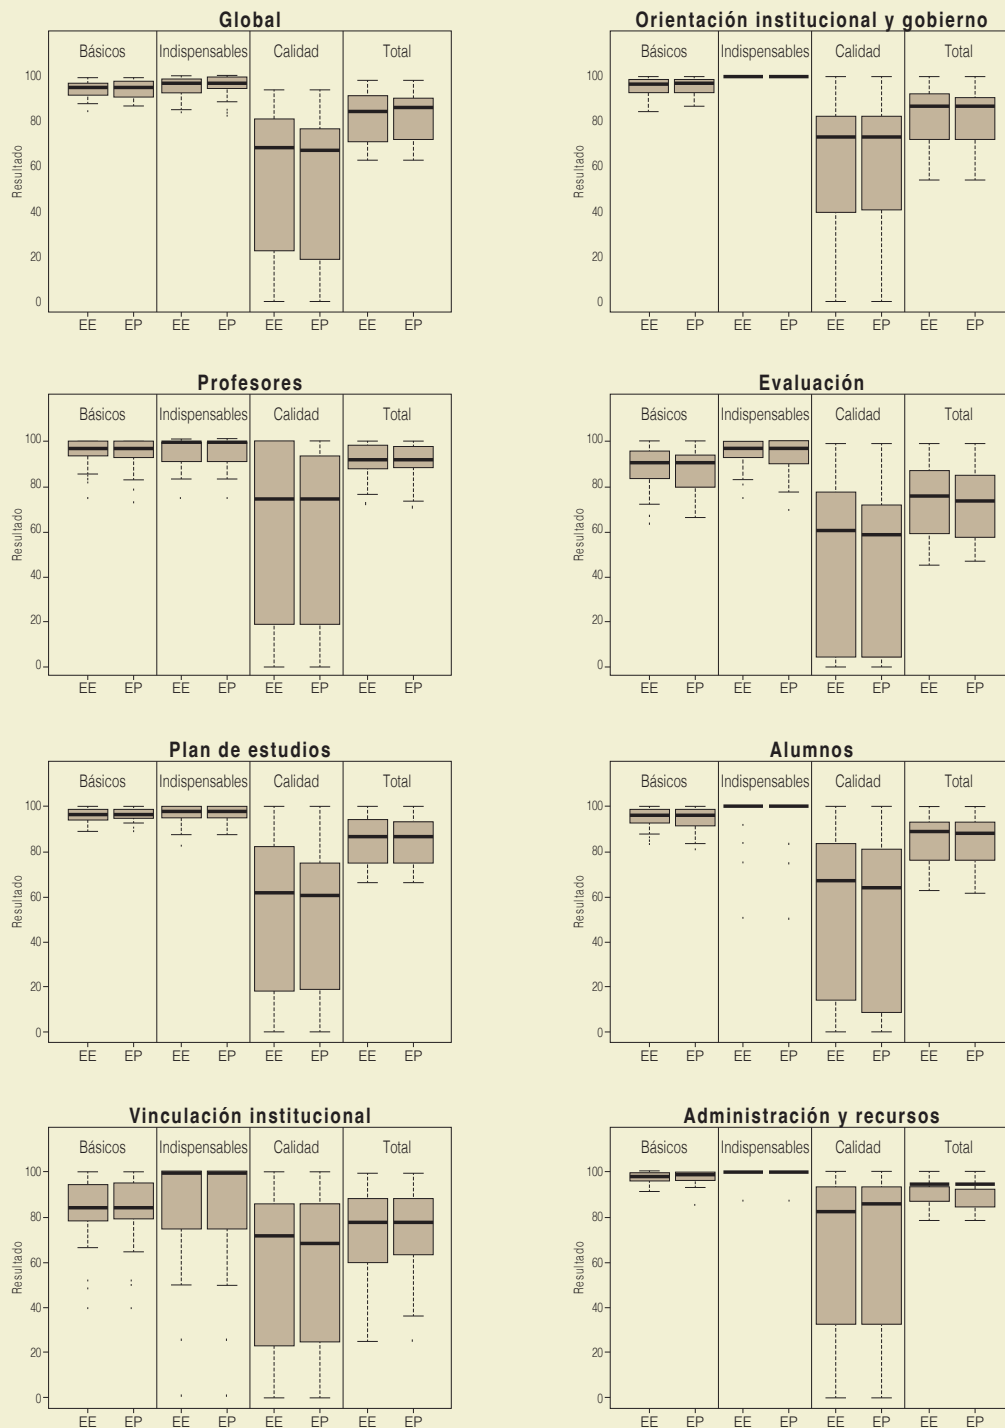 Global
Básicos Indispensables Calidad Total
Resultado
100
80
60
40
20
0
EE EP EE EP EE EP EE EP
Orientación institucional y gobierno
Básicos Indispensables Calidad Total
Resultado
100
80
60
40
20
0
EE EP EE EP EE EP EE EP
Profesores
Básicos Indispensables Calidad Total
Resultado
100
80
60
40
20
0
EE EP EE EP EE EP EE EP
Evaluación
Básicos Indispensables Calidad Total
Resultado
100
80
60
40
20
0
EE EP EE EP EE EP EE EP
Plan de estudios
Básicos Indispensables Calidad Total
Resultado
100
80
60
40
20
0
EE EP EE EP EE EP EE EP
Alumnos
Básicos Indispensables Calidad Total
Resultado
100
80
60
40
20
0
EE EP EE EP EE EP EE EP
Vinculación institucional
Básicos Indispensables Calidad Total
Resultado
100
80
60
40
20
0
EE EP EE EP EE EP EE EP
Administración y recursos
Básicos Indispensables Calidad Total
Resultado
100
80
60
40
20
0
EE EP EE EP EE EP EE EP